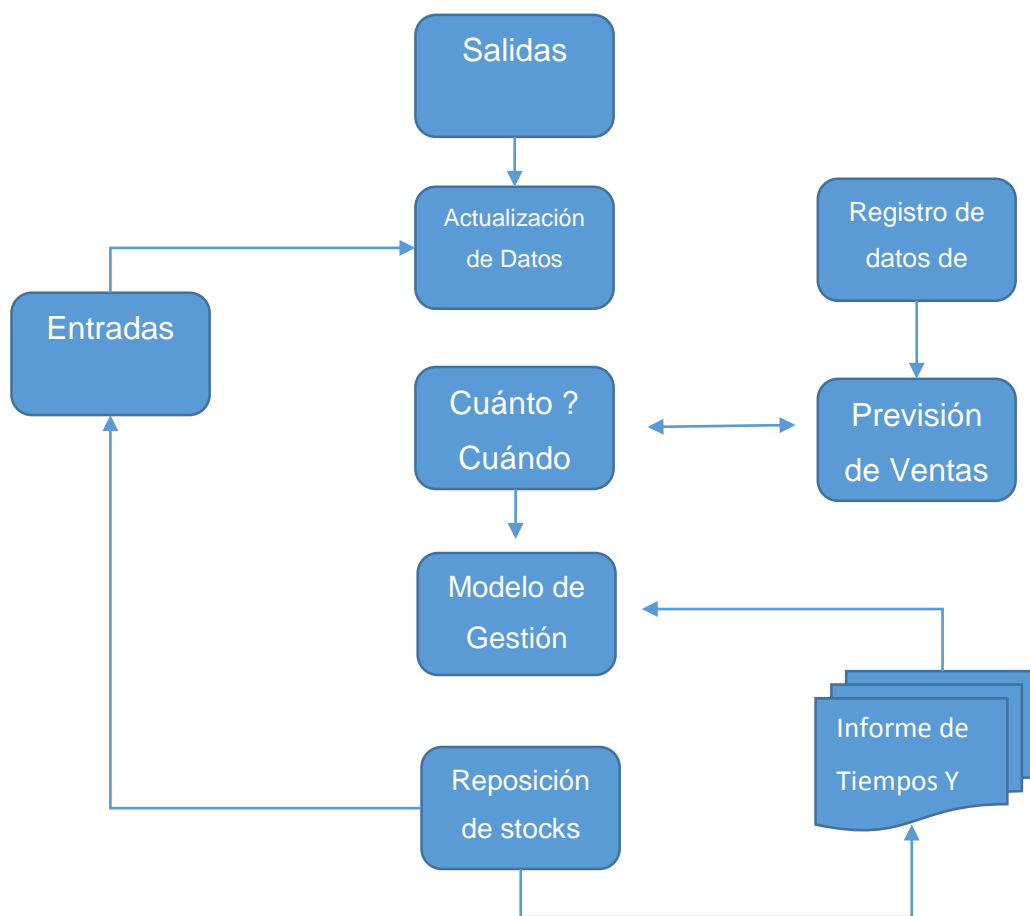 Salidas
Actualización
de Datos
Registro de
datos de
Entradas
Cuánto ?
Cuándo
Previsión
de Ventas
Modelo de
Gestión
Informe de
Tiempos Y
Reposición
de stocks